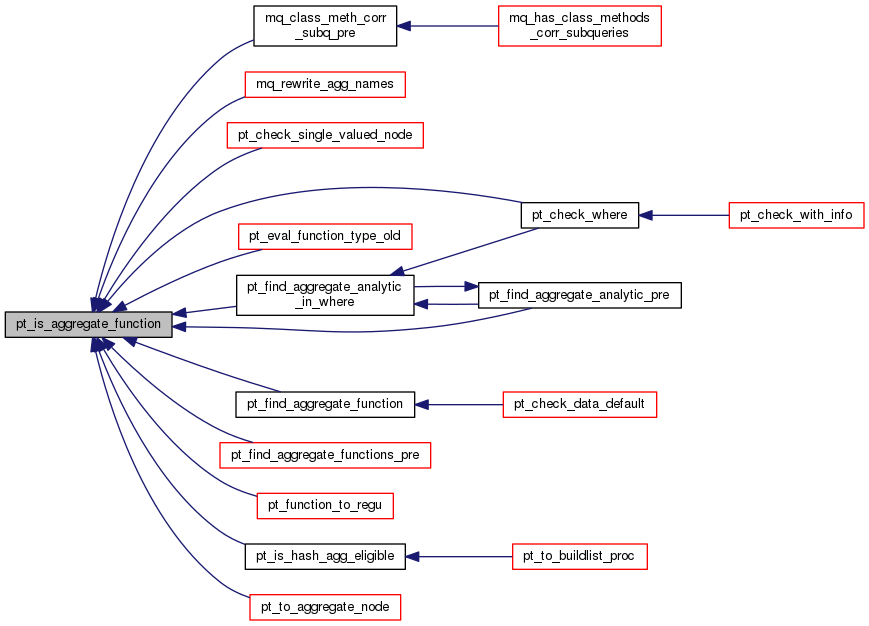 mq_class_meth_corr
_subq_pre
mq_has_class_methods
_corr_subqueries
mq_rewrite_agg_names
pt_check_single_valued_node
pt_check_where
pt_check_with_info
pt_eval_function_type_old
pt_find_aggregate_analytic
_in_where
pt_find_aggregate_analytic_pre
pt_is_aggregate_function
pt_find_aggregate_function
pt_check_data_default
pt_find_aggregate_functions_pre
pt_function_to_regu
pt_is_hash_agg_eligible
pt_to_buildlist_proc
pt_to_aggregate_node